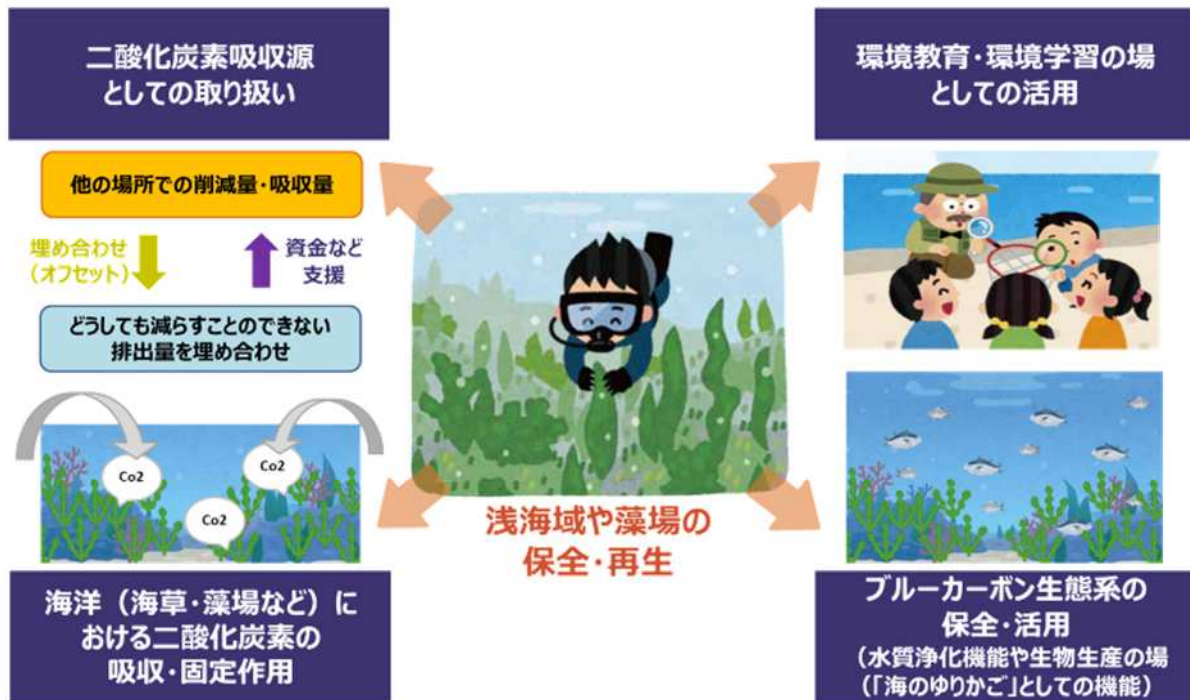 二酸化炭素吸収源
としての取り扱い
他の場所での削減量・吸収量
埋め合わせ
（オフセット）
資金など
支援
どうしても減らすことのできない
排出量を埋め合わせ
Co2
Co2
Co2
海洋（海草・藻場など）に
おける二酸化炭素の
吸収・固定作用
浅海域や藻場の
保全・再生
環境教育・環境学習の場
としての活用
ブルーカーボン生態系の
保全・活用
（水質浄化機能や生物生産の場
（「海のゆりかご」としての機能）